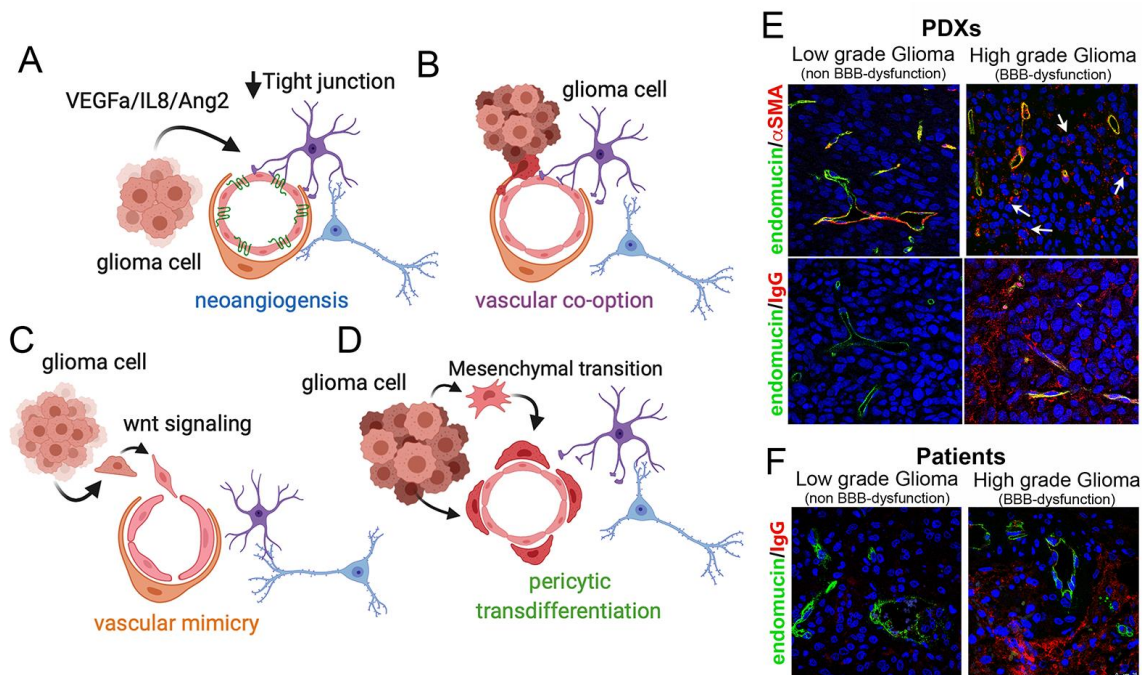 A
VEGFa/IL8/Ang2
Tight junction
glioma cell
neoangiogensis
B
glioma cell
vascular co-option
C
glioma cell
wnt signaling
vascular mimicry
D
glioma cell
Mesenchymal transition
pericytic
transdifferentiation
E
PDXs
Low grade Glioma
(non BBB-dysfunction)
High grade Glioma
(BBB-dysfunction)
endomucin/αSMA
endomucin/IgG
F
Patients
Low grade Glioma
(non BBB-dysfunction)
High grade Glioma
(BBB-dysfunction)
endomucin/IgG